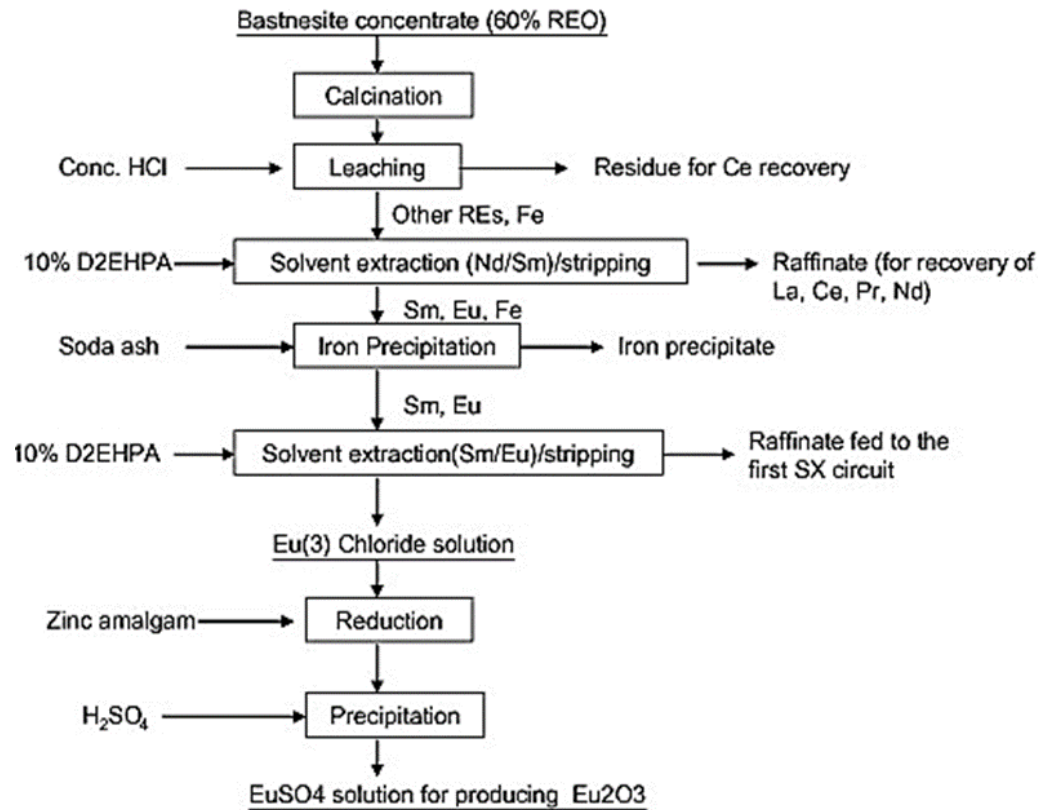 Bastnesite concentrate (60% REO)
Calcination
Conc. HCl
Leaching
Residue for Ce recovery
Other REs, Fe
10% D2EHPA
Solvent extraction (Nd/Sm)/stripping
Raffinate (for recovery of
La, Ce, Pr, Nd)
Sm, Eu, Fe
Soda ash
Iron Precipitation
Iron precipitate
Sm, Eu
10% D2EHPA
Solvent extraction(Sm/Eu)/stripping
Raffinate fed to the
first SX circuit
Eu(3) Chloride solution
Zinc amalgam
Reduction
H₂SO₄
Precipitation
EuSO4 solution for producing Eu2O3